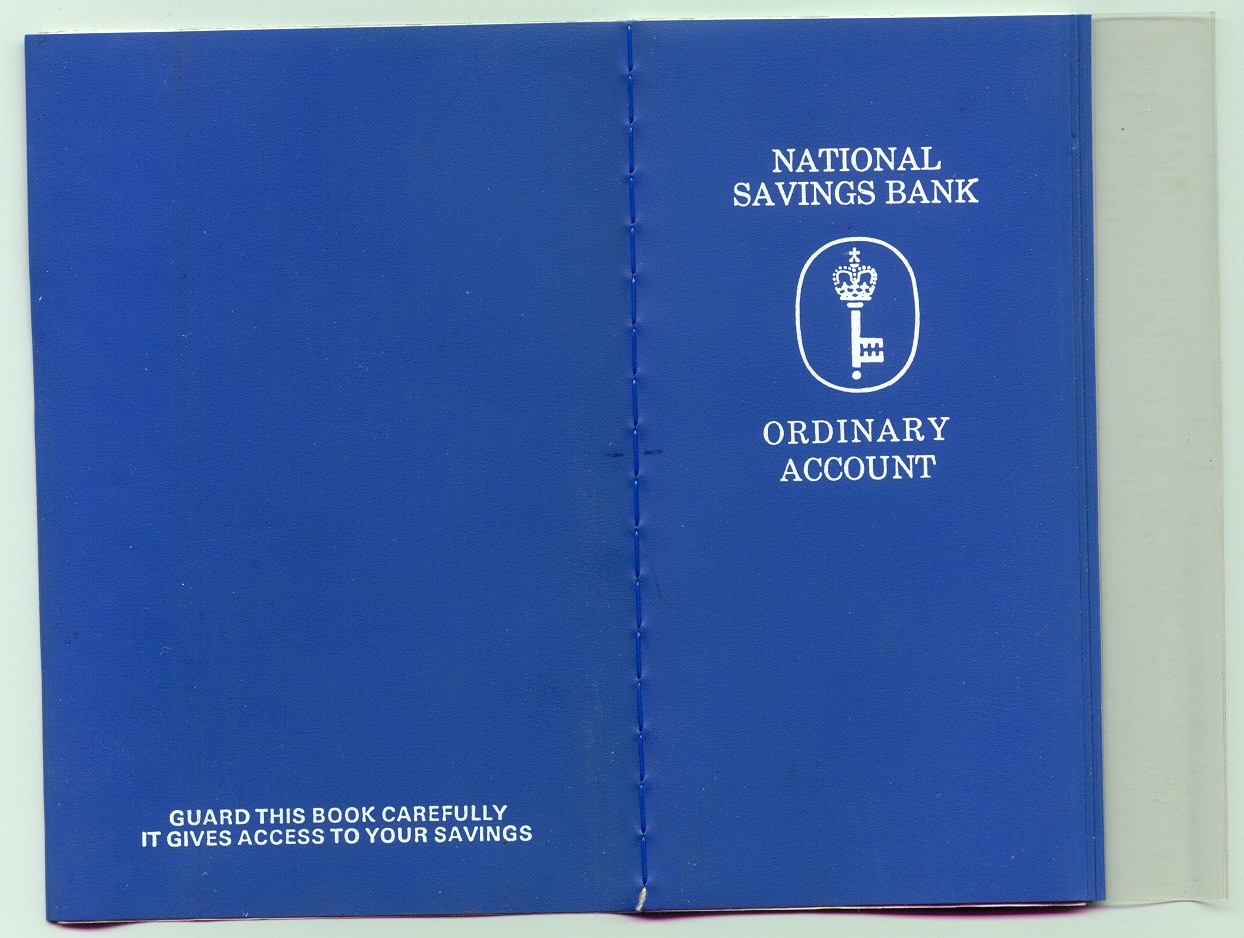 NATIONAL
SAVINGS BANK
ORDINARY
ACCOUNT
GUARD THIS BOOK CAREFULLY
IT GIVES ACCESS TO YOUR SAVINGS